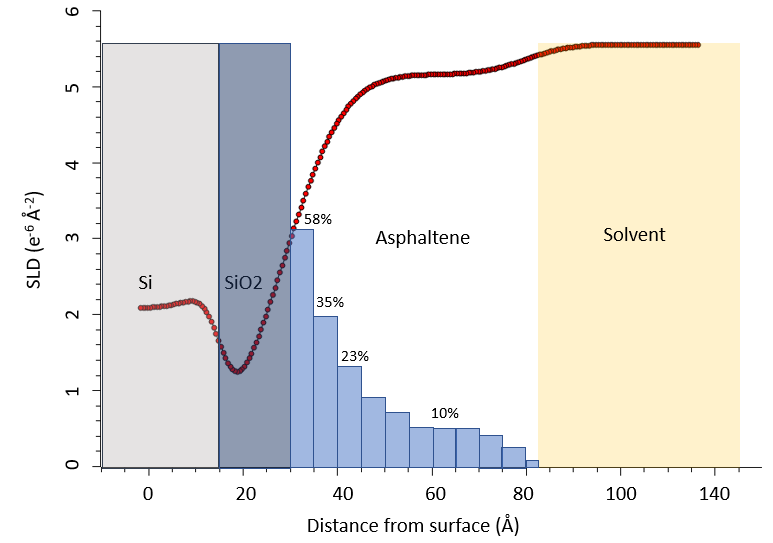 6
5
4
3
2
1
0
SLD (e⁻⁶ Å⁻²)
Si
SiO2
58%
35%
23%
10%
Asphaltene
Solvent
0 20 40 60 80 100 120 140
Distance from surface (Å)